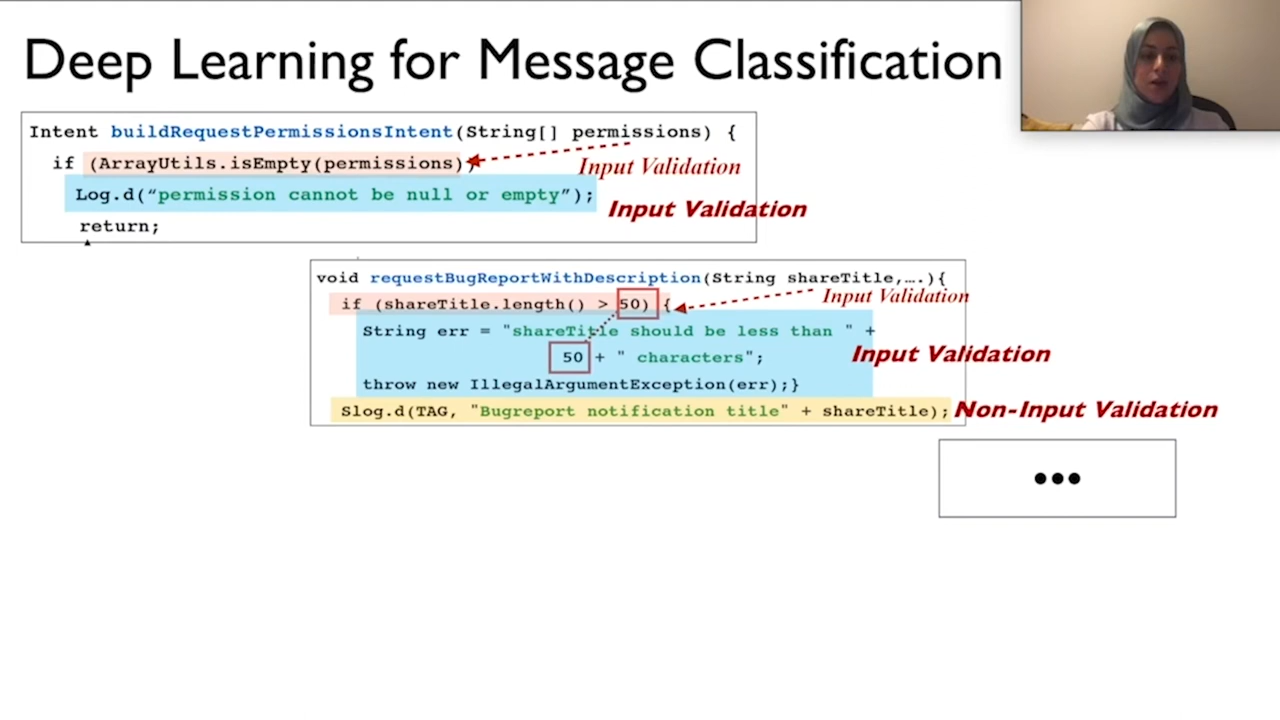 Deep Learning for Message Classification
Intent buildRequestPermissionsIntent(String[] permissions) {
if (ArrayUtils.isEmpty(permissions))
Input Validation
Log.d(“permission cannot be null or empty”);
Input Validation
return;
void requestBugReportWithDescription(String shareTitle,….){
if (shareTitle.length() > 50) {
Input Validation
String err = "shareTitle should be less than " +
50 + " characters";
Input Validation
throw new IllegalArgumentException(err);}
Slog.d(TAG, "Bugreport notification title" + shareTitle);
Non-Input Validation
•••